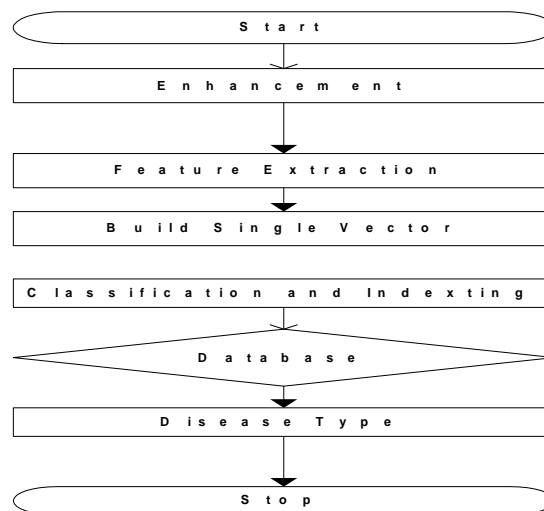 Start
Enhancement
Feature Extraction
Build Single Vector
Classification and Indexting
Database
Disease Type
Stop